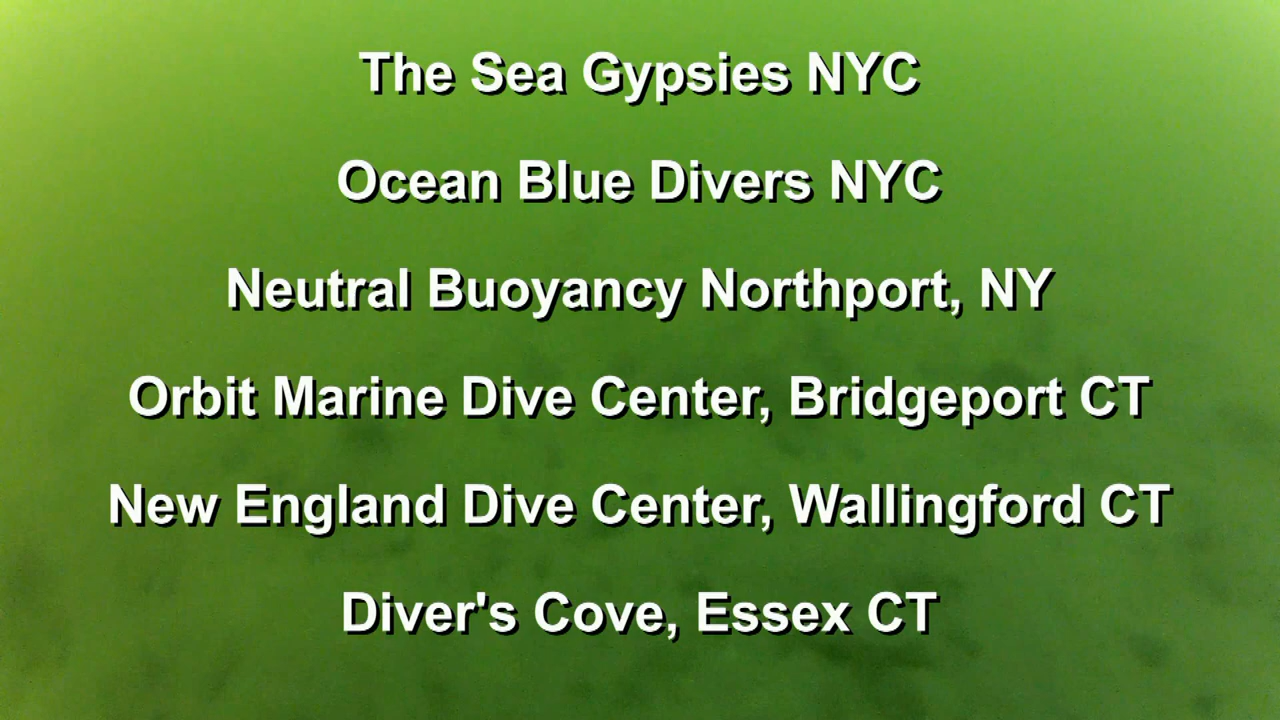 The Sea Gypsies NYC
Ocean Blue Divers NYC
Neutral Buoyancy Northport, NY
Orbit Marine Dive Center, Bridgeport CT
New England Dive Center, Wallingford CT
Diver's Cove, Essex CT